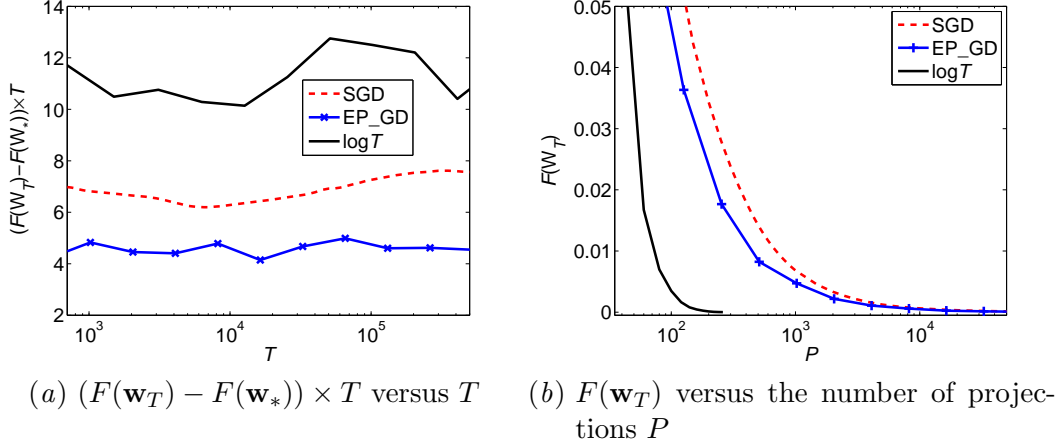 14
12
10
8
6
4
2
10^3
10^4
10^5
T
(F(W_T)−F(W_*))×T
SGD
EP_GD
logT
(a) (F(w_T) − F(w_*)) × T versus T
0.05
0.04
0.03
0.02
0.01
0
10^2
10^3
10^4
P
F(W_T)
SGD
EP_GD
logT
(b) F(w_T) versus the number of projec-
tions P